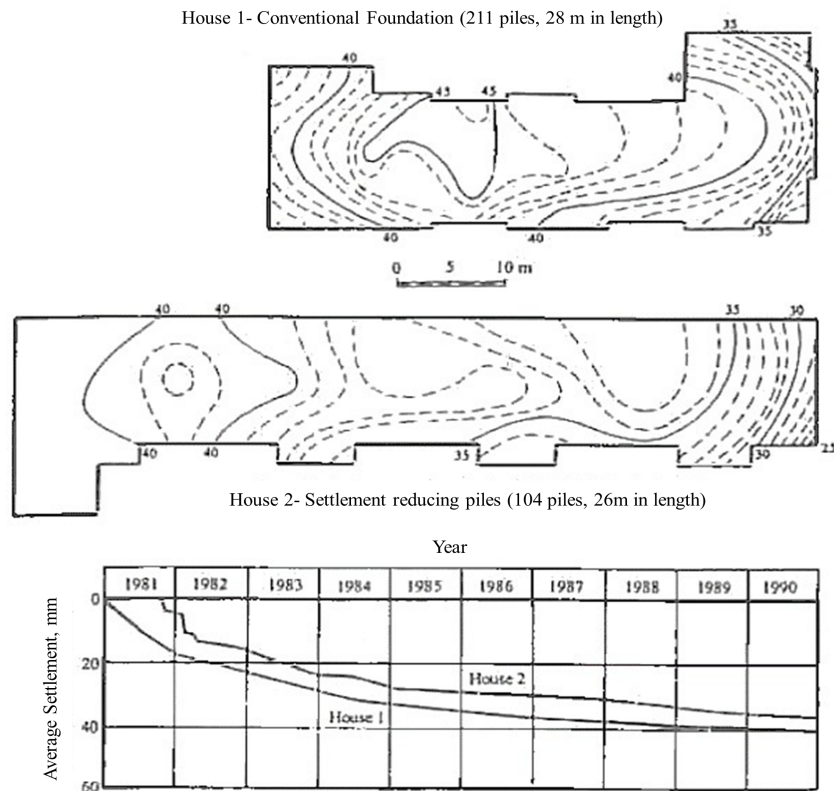 House 1- Conventional Foundation (211 piles, 28 m in length)
35
40
43 45
40
40 40 35
0 5 10 m
40 40 35 30
40 40 35 30 25
House 2- Settlement reducing piles (104 piles, 26m in length)
Year
1981 1982 1983 1984 1985 1986 1987 1988 1989 1990
0
20
House 2
House 1
40
60
Average Settlement, mm